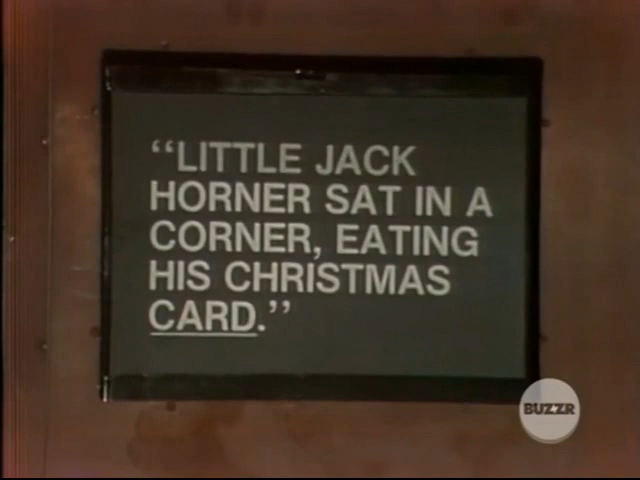 “LITTLE JACK
HORNER SAT IN A
CORNER, EATING
HIS CHRISTMAS
CARD.”
BUZZR